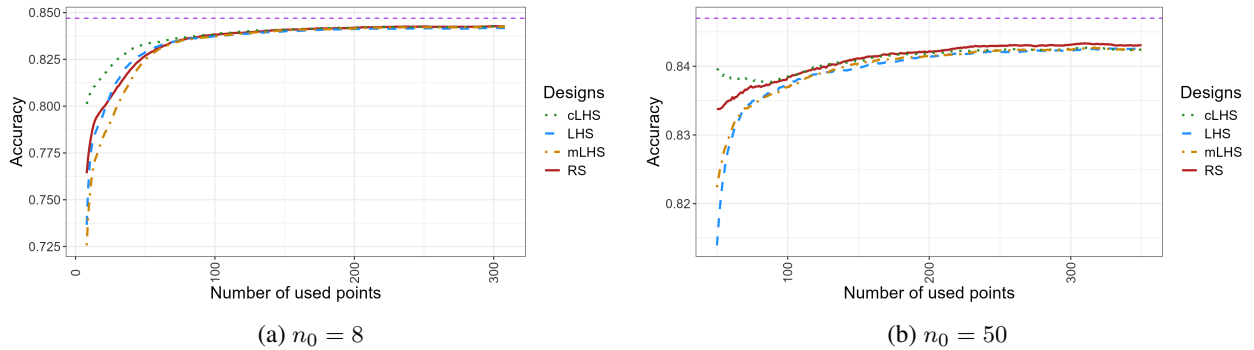 0.850
0.825
0.800
0.775
0.750
0.725
Accuracy
0
100
200
300
Number of used points
Designs
cLHS
LHS
mLHS
RS
(a) n₀ = 8
0.84
0.83
0.82
Accuracy
100
200
300
Number of used points
Designs
cLHS
LHS
mLHS
RS
(b) n₀ = 50